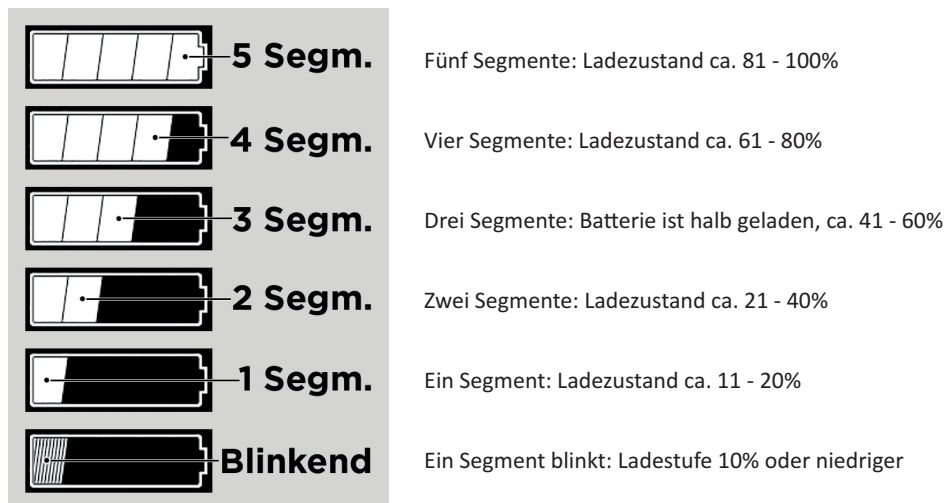 5 Segm. Fünf Segmente: Ladezustand ca. 81 - 100%
4 Segm. Vier Segmente: Ladezustand ca. 61 - 80%
3 Segm. Drei Segmente: Batterie ist halb geladen, ca. 41 - 60%
2 Segm. Zwei Segmente: Ladezustand ca. 21 - 40%
1 Segm. Ein Segment: Ladezustand ca. 11 - 20%
Blinkend Ein Segment blinkt: Ladestufe 10% oder niedriger